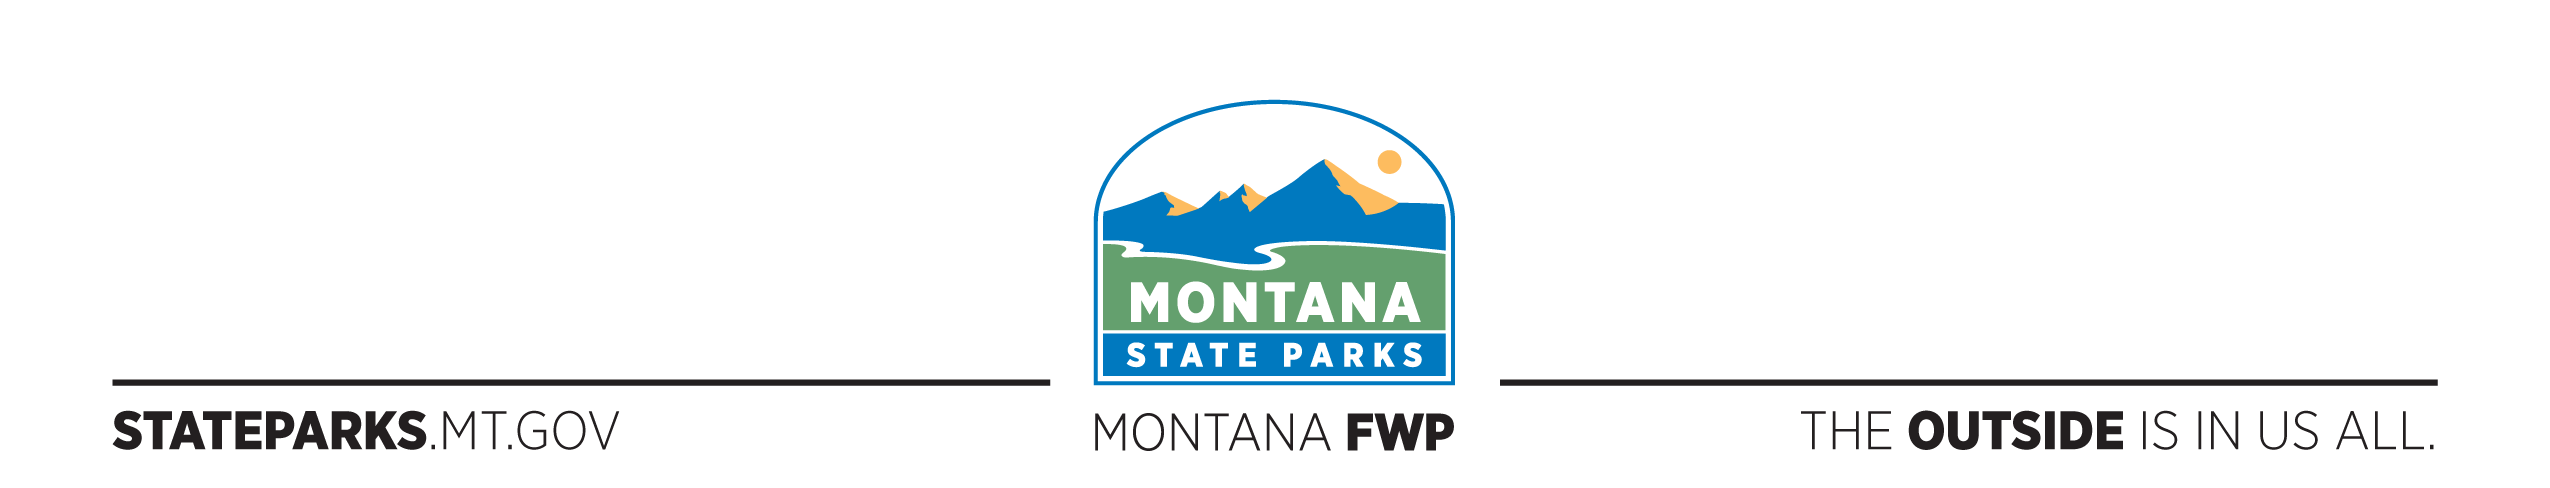 MONTANA
STATE PARKS
STATEPARKS.MT.GOV
MONTANA FWP
THE OUTSIDE IS IN US ALL.